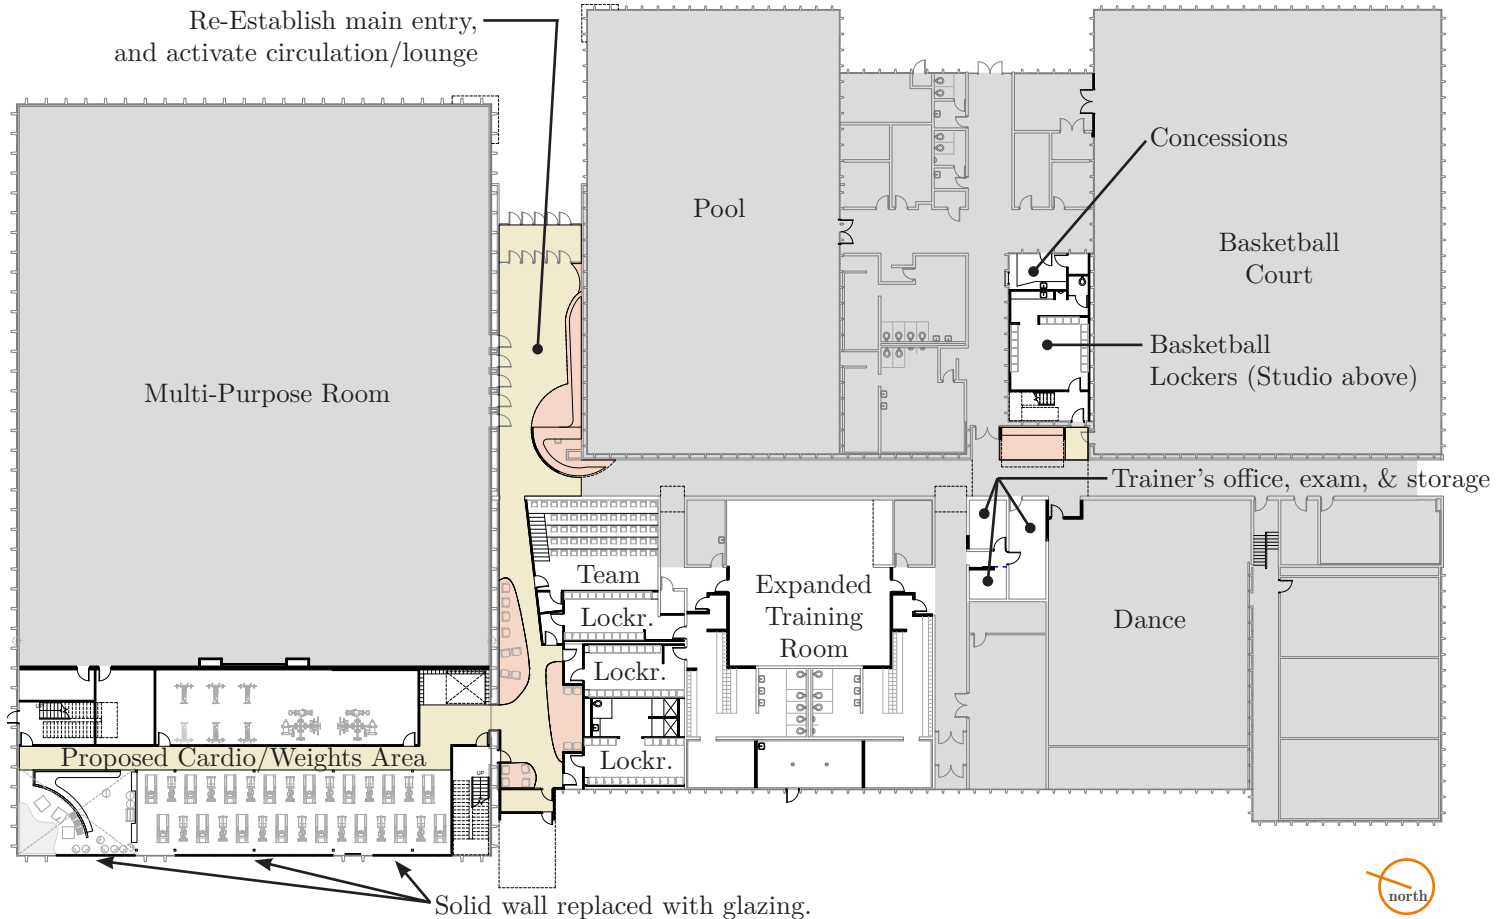 Re-Establish main entry,
and activate circulation/lounge
Concessions
Pool
Basketball
Court
Basketball
Lockers (Studio above)
Multi-Purpose Room
Trainer's office, exam, & storage
Team
Expanded
Training
Room
Lockr.
Dance
Lockr.
Proposed Cardio/Weights Area
Lockr.
UP
Solid wall replaced with glazing.
north